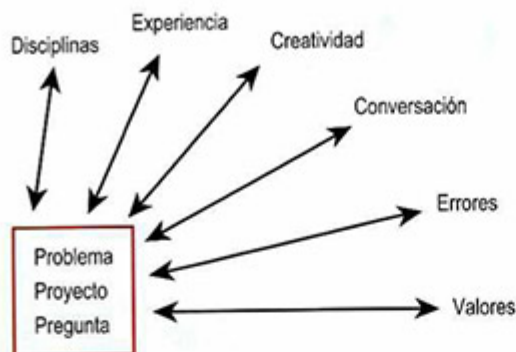 Disciplinas
Experiencia
Creatividad
Conversación
Errores
Valores
Problema
Proyecto
Pregunta